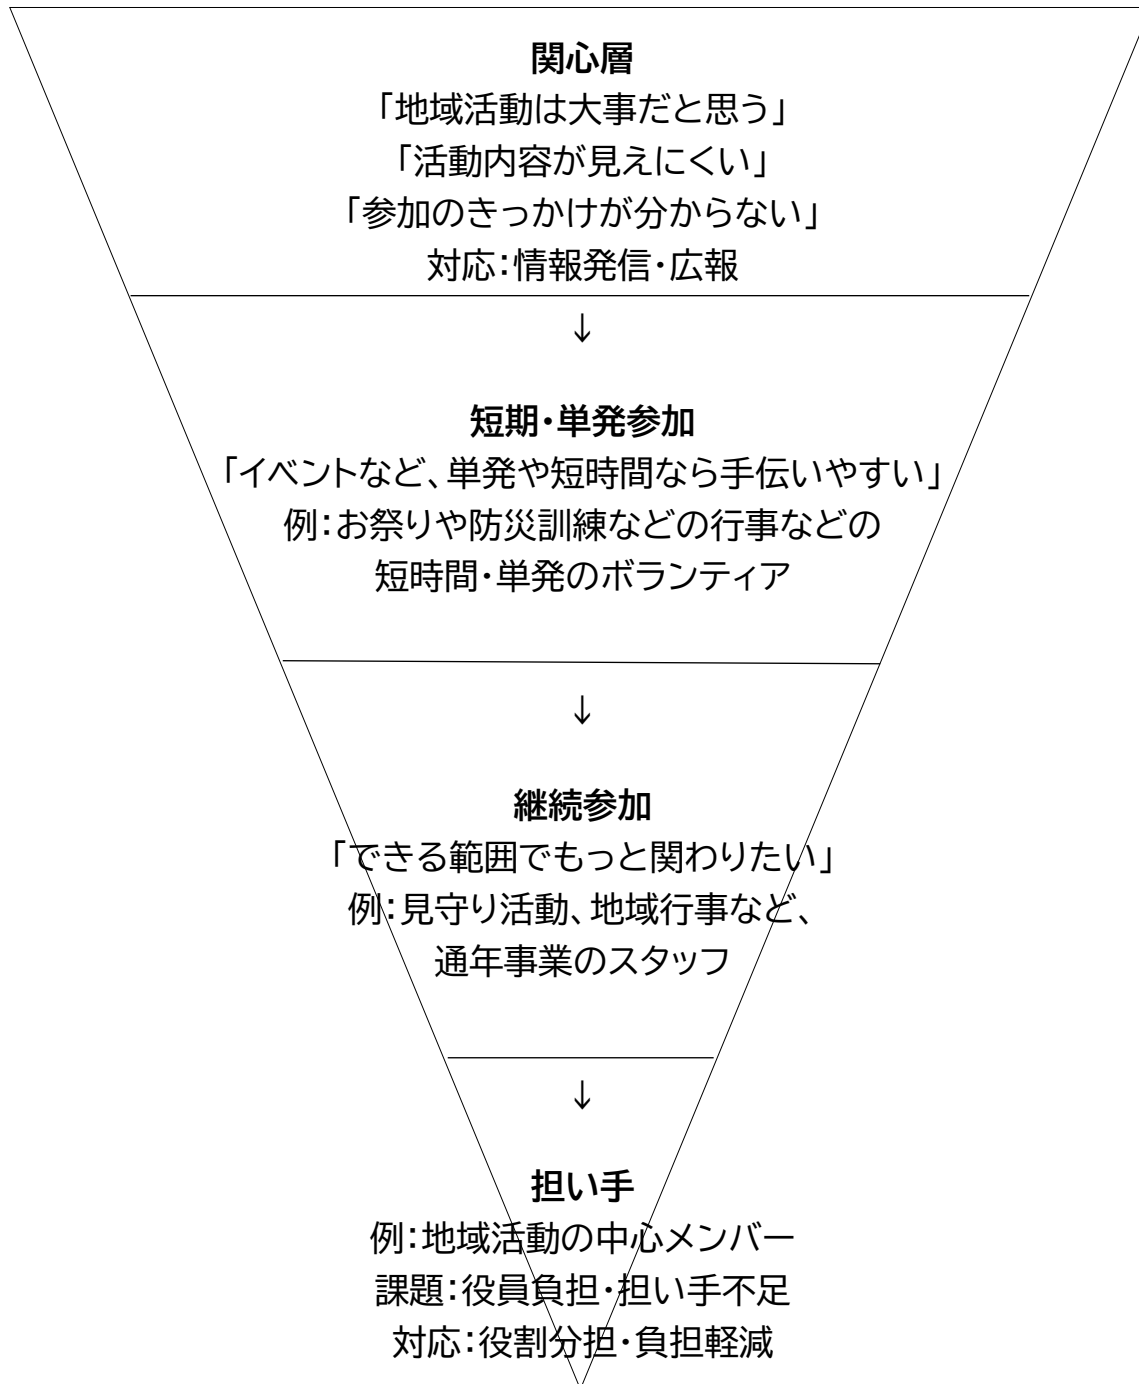 関心層
「地域活動は大事だと思う」
「活動内容が見えにくい」
「参加のきっかけが分からない」
対応：情報発信・広報
↓
短期・単発参加
「イベントなど、単発や短時間なら手伝いやすい」
例：お祭りや防災訓練などの行事などの
短時間・単発のボランティア
↓
継続参加
「できる範囲でもっと関わりたい」
例：見守り活動、地域行事など、
通年事業のスタッフ
↓
担い手
例：地域活動の中心メンバー
課題：役員負担・担い手不足
対応：役割分担・負担軽減